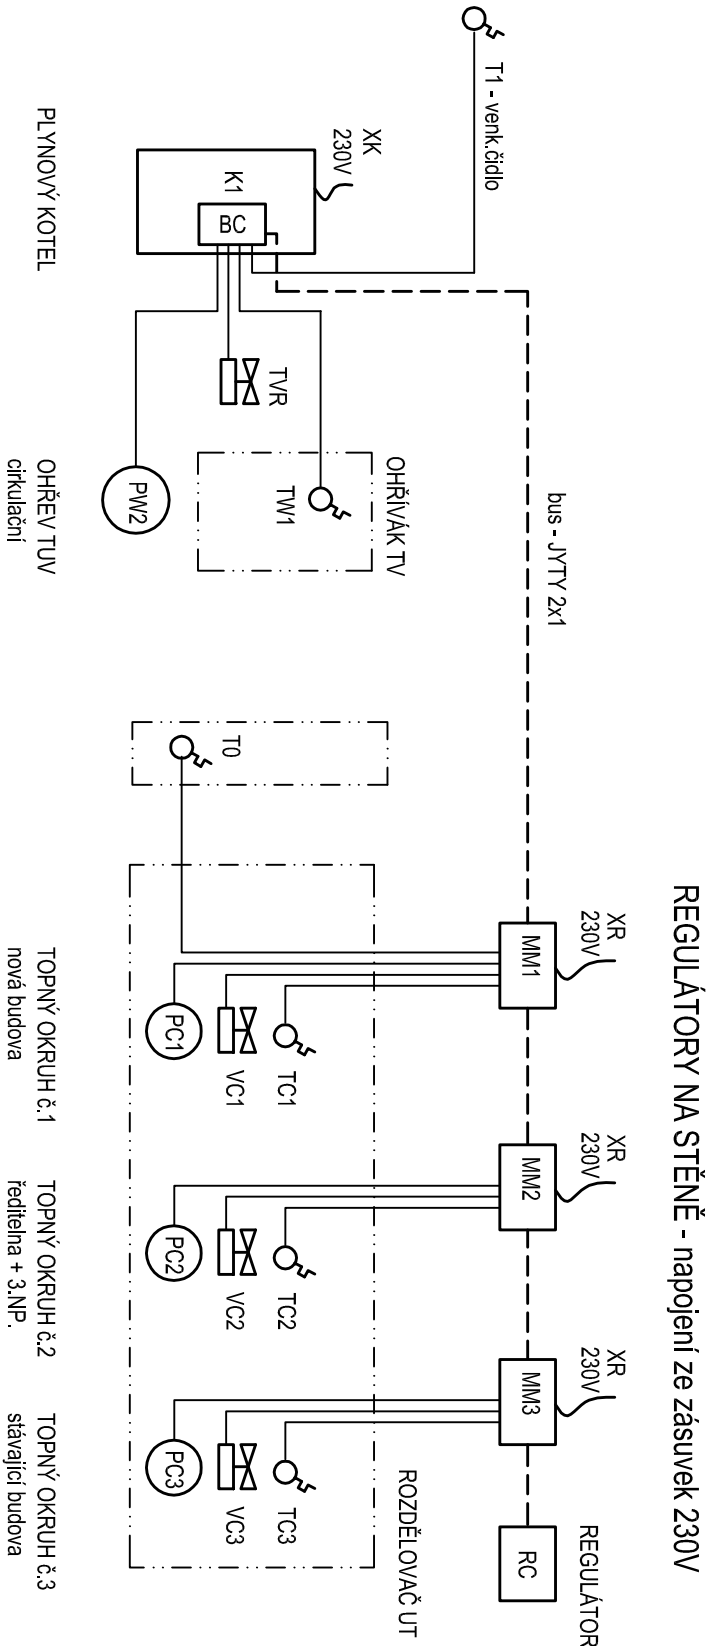 REGULÁTORY NA STĚNĚ - napojení ze zásuvek 230V
T1 - venk.čidlo
XK
230V
K1
BC
TVR
OHŘÍVÁK TV
TW1
PW2
bus - JYTY 2x1
T0
XR
230V
MM1
XR
230V
MM2
XR
230V
MM3
REGULÁTOR
RC
TC1
VC1
PC1
TC2
VC2
PC2
TC3
VC3
PC3
ROZDĚLOVAČ UT
PLYNOVÝ KOTEL
OHŘEV TUV
cirkulační
TOPNÝ OKRUH č.1
nová budova
TOPNÝ OKRUH č.2
ředitelna + 3.NP.
TOPNÝ OKRUH č.3
stávající budova